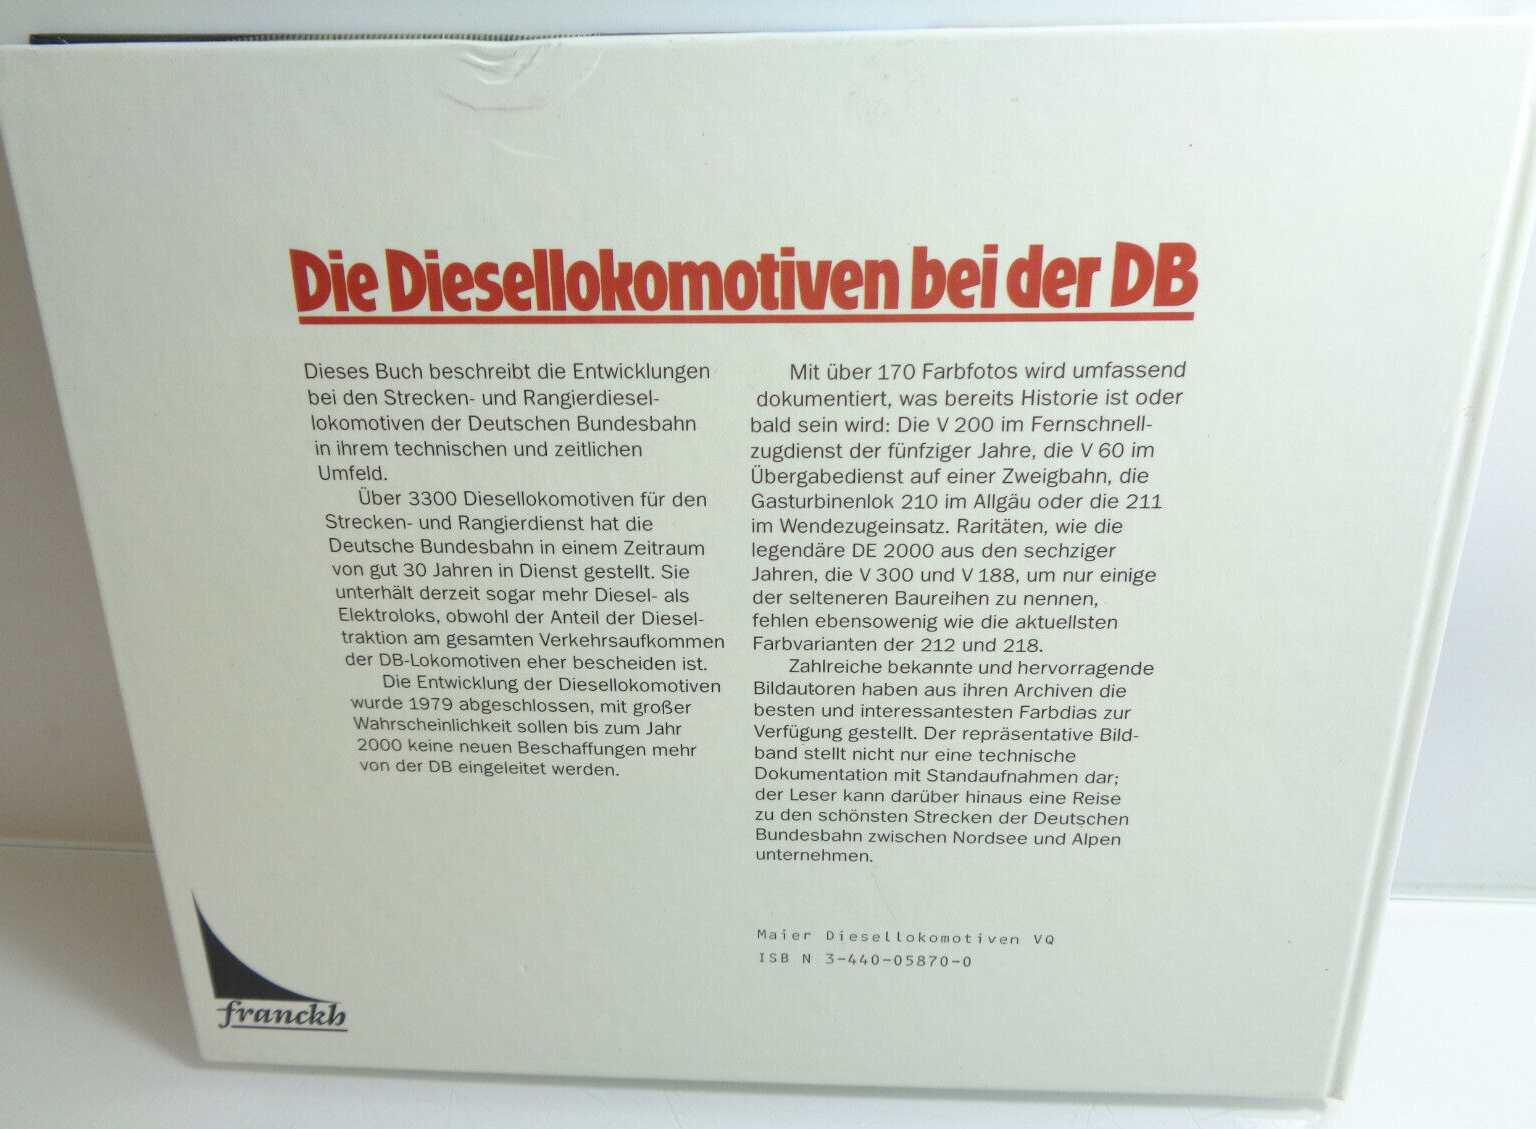 Die Diesellokomotiven bei der DB
Dieses Buch beschreibt die Entwicklungen
bei den Strecken- und Rangierdiesel-
lokomotiven der Deutschen Bundesbahn
in ihrem technischen und zeitlichen
Umfeld.
Über 3300 Diesellokomotiven für den
Strecken- und Rangierdienst hat die
Deutsche Bundesbahn in einem Zeitraum
von gut 30 Jahren in Dienst gestellt. Sie
unterhält derzeit sogar mehr Diesel- als
Elektroloks, obwohl der Anteil der Diesel-
traktion am gesamten Verkehrsaufkommen
der DB-Lokomotiven eher bescheiden ist.
Die Entwicklung der Diesellokomotiven
wurde 1979 abgeschlossen, mit großer
Wahrscheinlichkeit sollen bis zum Jahr
2000 keine neuen Beschaffungen mehr
von der DB eingeleitet werden.
Mit über 170 Farbfotos wird umfassend
dokumentiert, was bereits Historie ist oder
bald sein wird: Die V 200 im Fernschnell-
zugdienst der fünfziger Jahre, die V 60 im
Übergabedienst auf einer Zweigbahn, die
Gasturbinenlok 210 im Allgäu oder die 211
im Wendezugeinsatz. Raritäten, wie die
legendäre DE 2000 aus den sechziger
Jahren, die V 300 und V 188, um nur einige
der selteneren Baureihen zu nennen,
fehlen ebensowenig wie die aktuellsten
Farbvarianten der 212 und 218.
Zahlreiche bekannte und hervorragende
Bildautoren haben aus ihren Archiven die
besten und interessantesten Farbdias zur
Verfügung gestellt. Der repräsentative Bild-
band stellt nicht nur eine technische
Dokumentation mit Standaufnahmen dar;
der Leser kann darüber hinaus eine Reise
zu den schönsten Strecken der Deutschen
Bundesbahn zwischen Nordsee und Alpen
unternehmen.
Maier Diesellokomotiven VQ
ISB N 3-440-05870-0
franckh